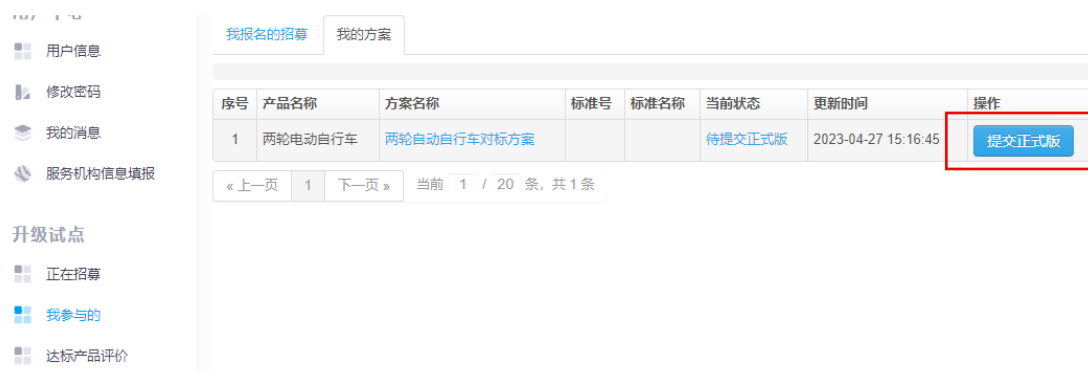 用户信息
修改密码
我的消息
服务机构信息填报
升级试点
正在招募
我参与的
达标产品评价
我报名的招募 我的方案
序号 产品名称 方案名称 标准号 标准名称 当前状态 更新时间 操作
1 两轮电动自行车 两轮自动自行车对标方案 待提交正式版 2023-04-27 15:16:45 提交正式版
« 上一页 1 下一页 » 当前 1 / 20 条, 共 1 条